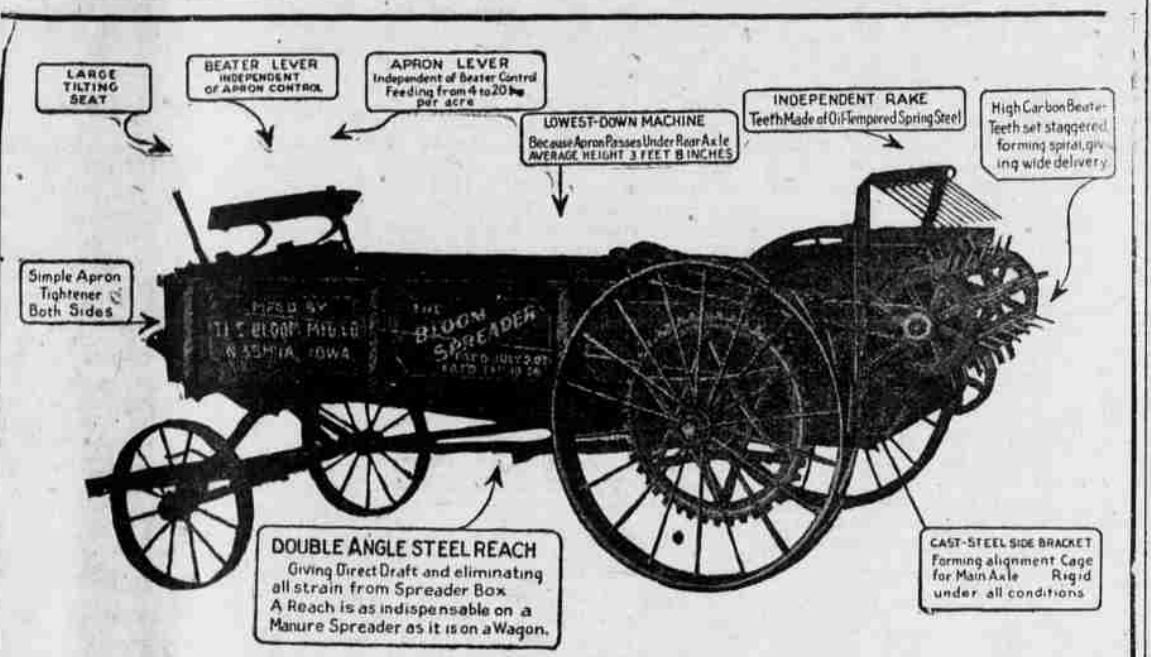 LARGE
TILTING
SEAT
BEATER LEVER
INDEPENDENT
OF APRON CONTROL
APRON LEVER
Independent of Beater Control
Feeding from 4 to 20
per acre
LOWEST-DOWN MACHINE
Because Apron Passes Under Rear Axle
AVERAGE HEIGHT 3 FEET 8 INCHES
INDEPENDENT RAKE
Teeth Made of Oil-Tempered Spring Steel
High Carbon Beater
Teeth set staggered,
forming spiral, giv
ing wide delivery
Simple Apron
Tightener
Both Sides
MF'G'D BY
THE BLOOM MFG CO
IOWA
THE
BLOOM
SPREADER
PAT'D JULY
DOUBLE ANGLE STEEL REACH
Giving Direct Draft and eliminating
all strain from Spreader Box
A Reach is as indispensable on a
Manure Spreader as it is on a Wagon.
CAST-STEEL SIDE BRACKET
Forming alignment Cage
for Main Axle Rigid
under all conditions